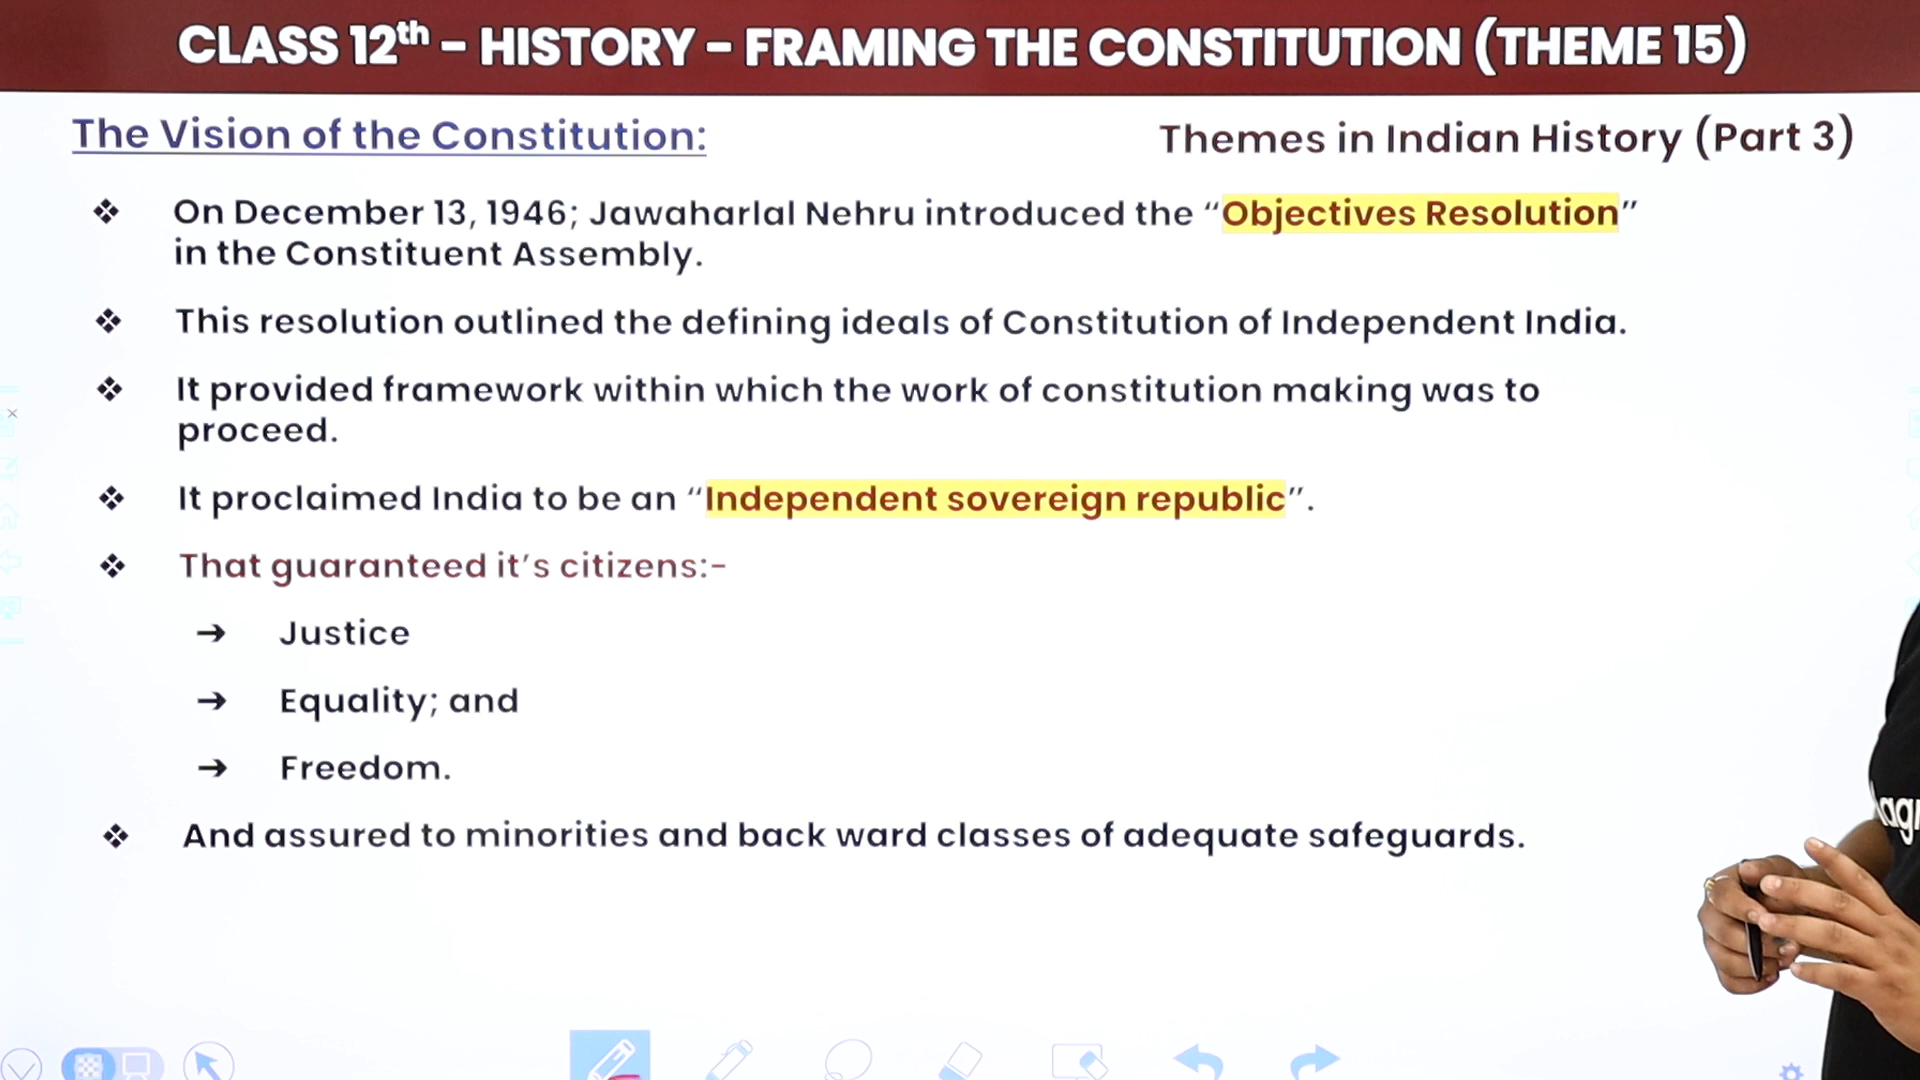 CLASS 12th – HISTORY – FRAMING THE CONSTITUTION (THEME 15)
The Vision of the Constitution:
Themes in Indian History (Part 3)
❖ On December 13, 1946; Jawaharlal Nehru introduced the “Objectives Resolution”
in the Constituent Assembly.
❖ This resolution outlined the defining ideals of Constitution of Independent India.
❖ It provided framework within which the work of constitution making was to
proceed.
❖ It proclaimed India to be an “Independent sovereign republic”.
❖ That guaranteed it’s citizens:-
➔ Justice
➔ Equality; and
➔ Freedom.
❖ And assured to minorities and back ward classes of adequate safeguards.